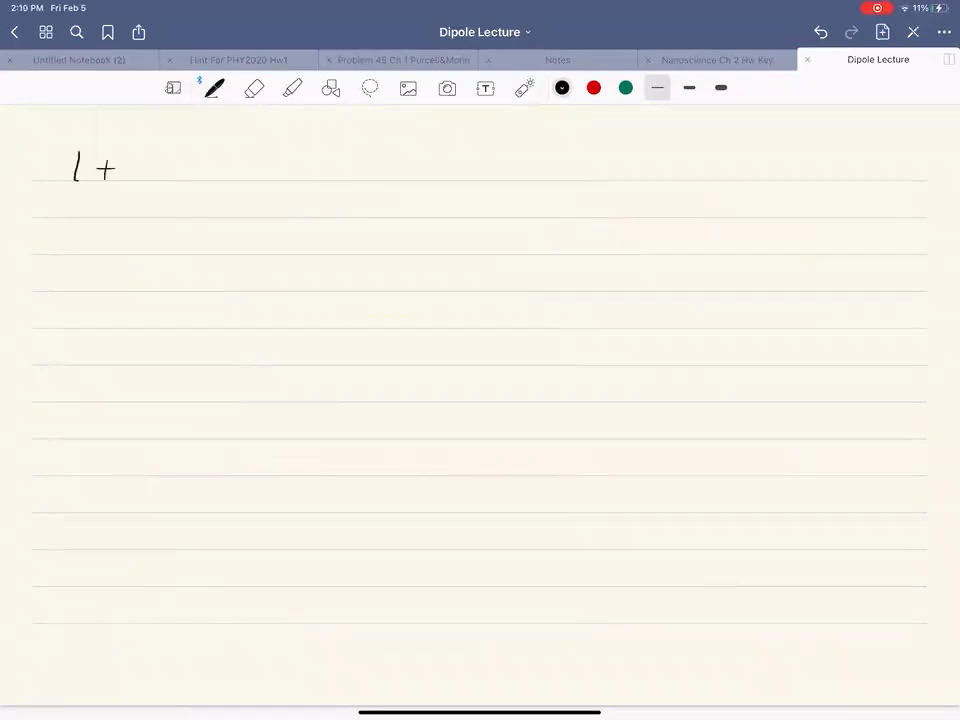 2:10 PM Fri Feb 5 11%
Dipole Lecture
Untitled Notebook (2) Hint For PHY2020 Hw1 Problem 45 Ch 1 Purcell&Morin Notes Nanoscience Ch 2 Hw Key Dipole Lecture
T
1 +